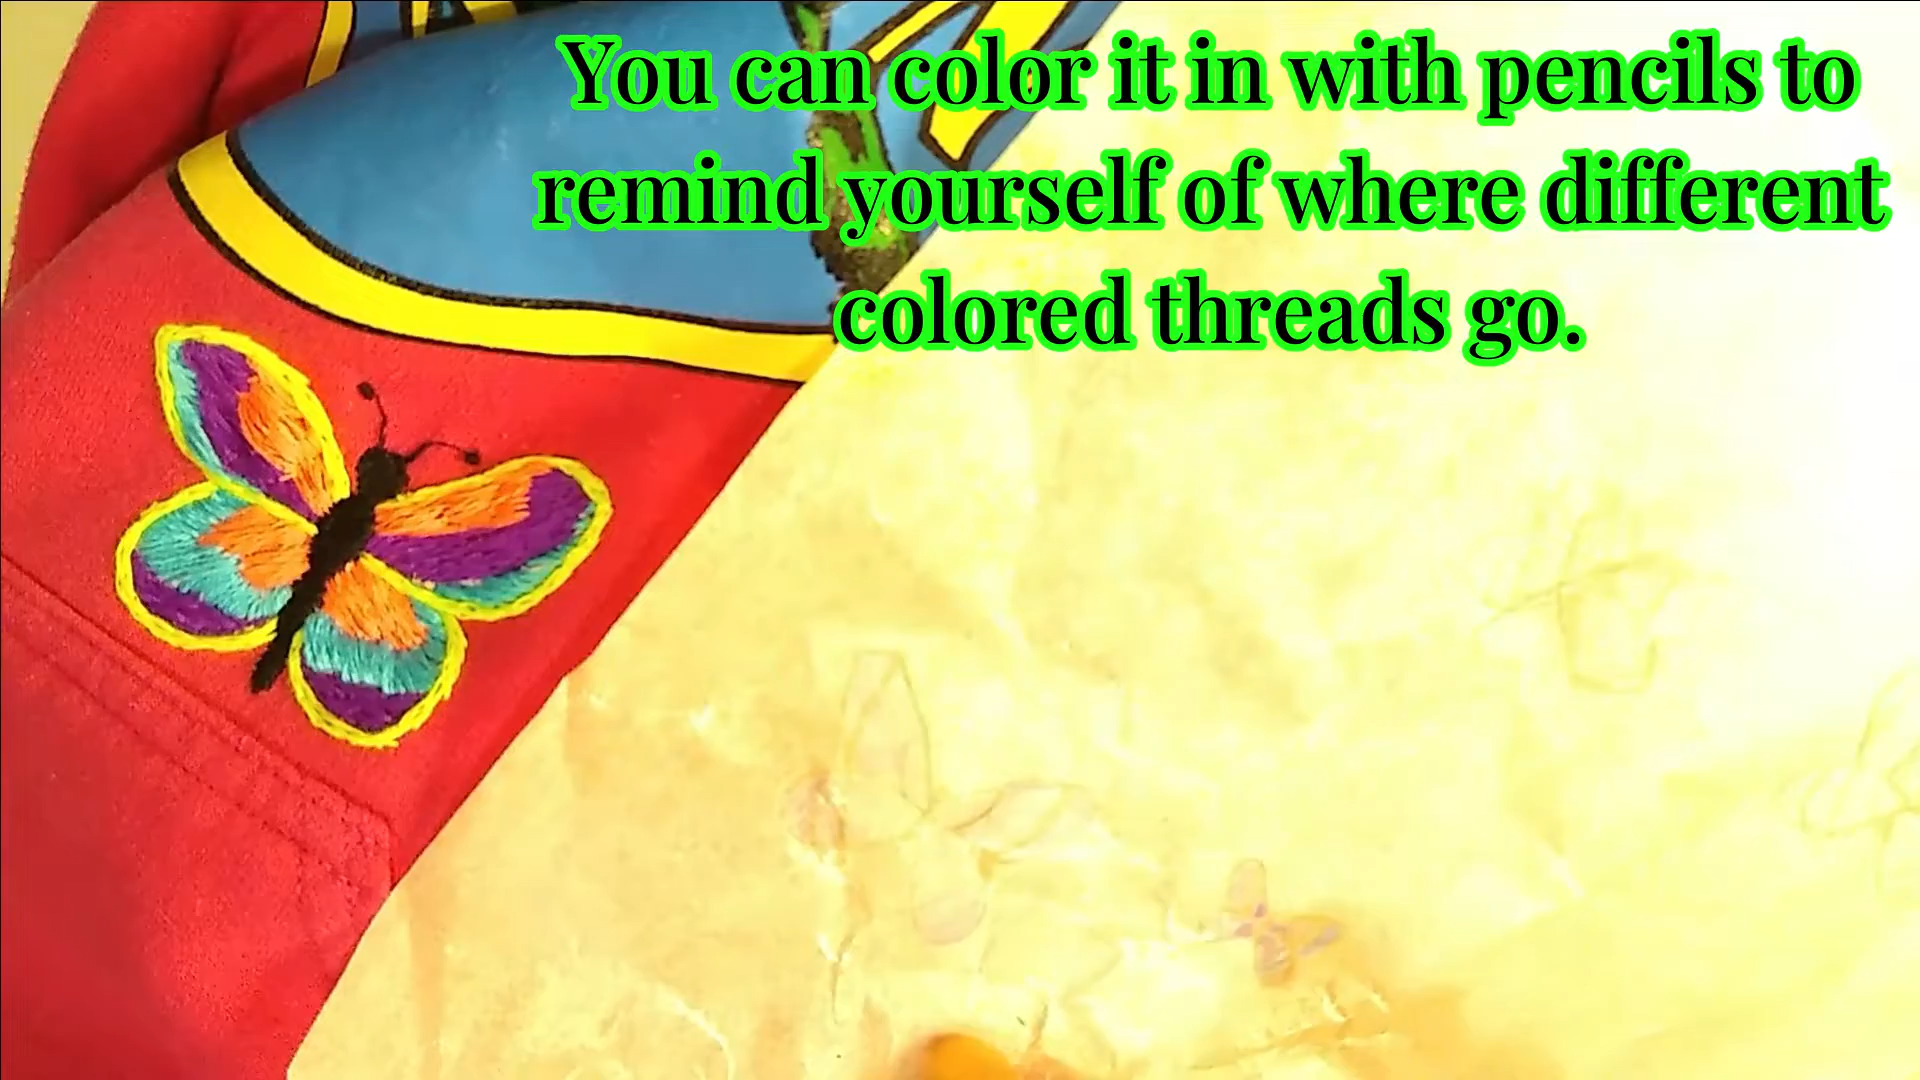 You can color it in with pencils to
remind yourself of where different
colored threads go.